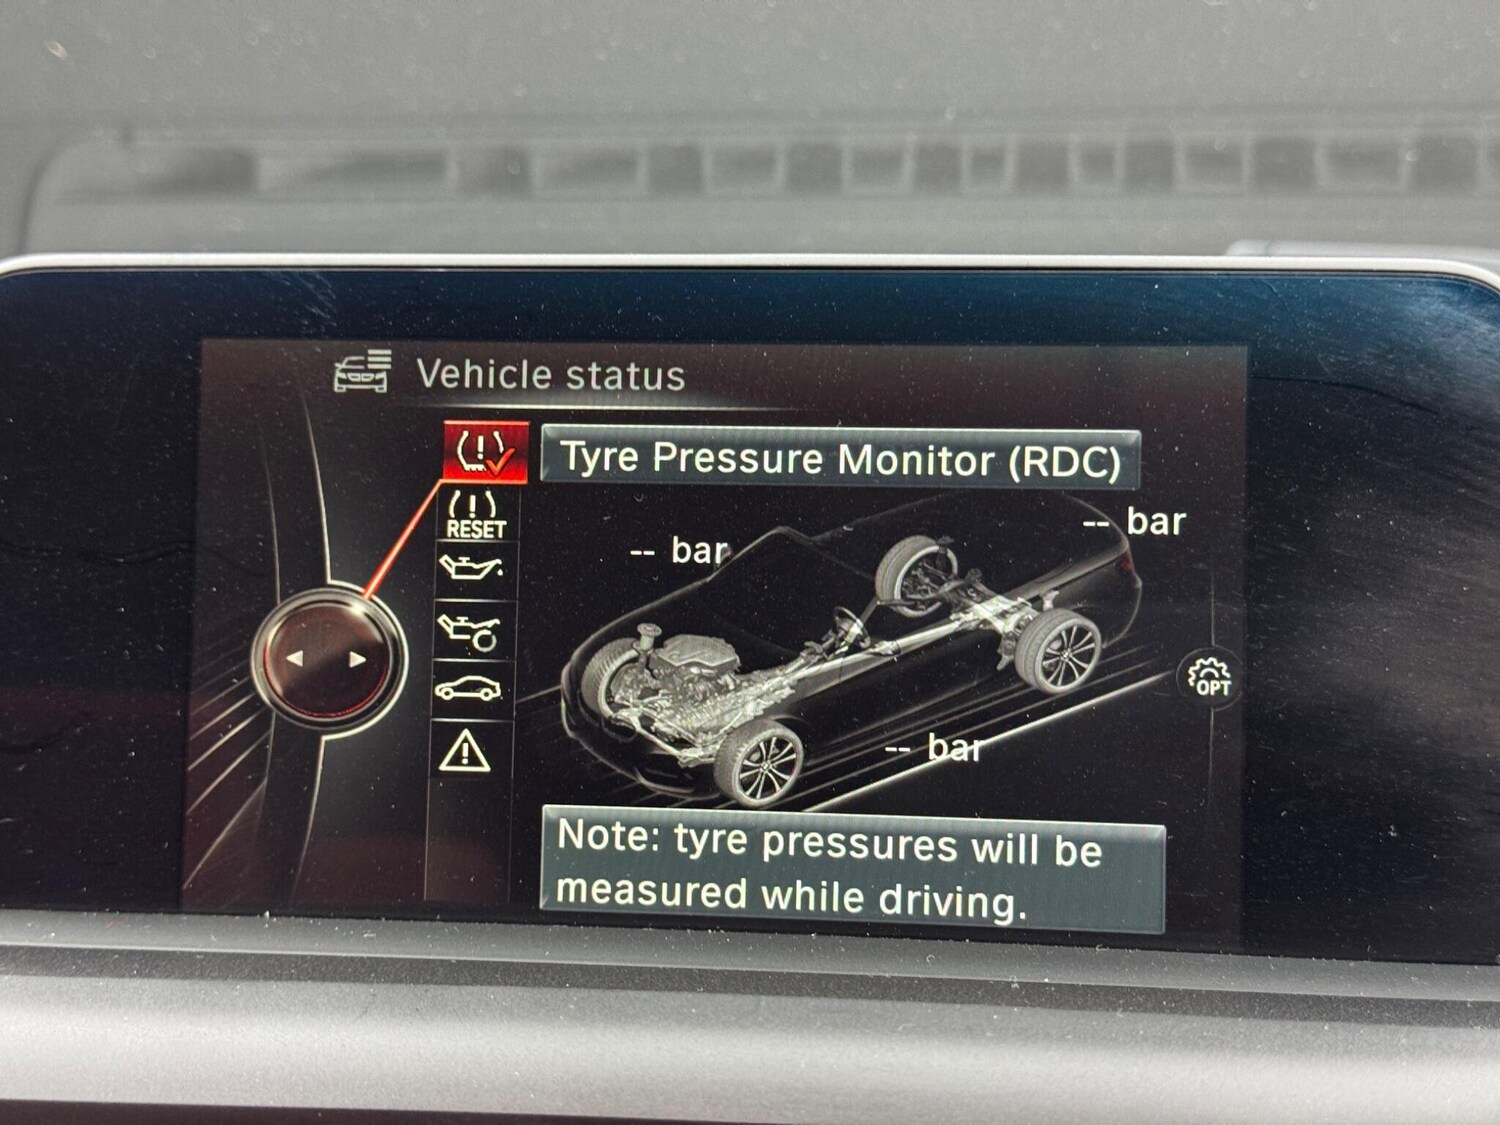 Vehicle status
Tyre Pressure Monitor (RDC)
RESET
-- bar
-- bar
-- bar
OPT
Note: tyre pressures will be
measured while driving.